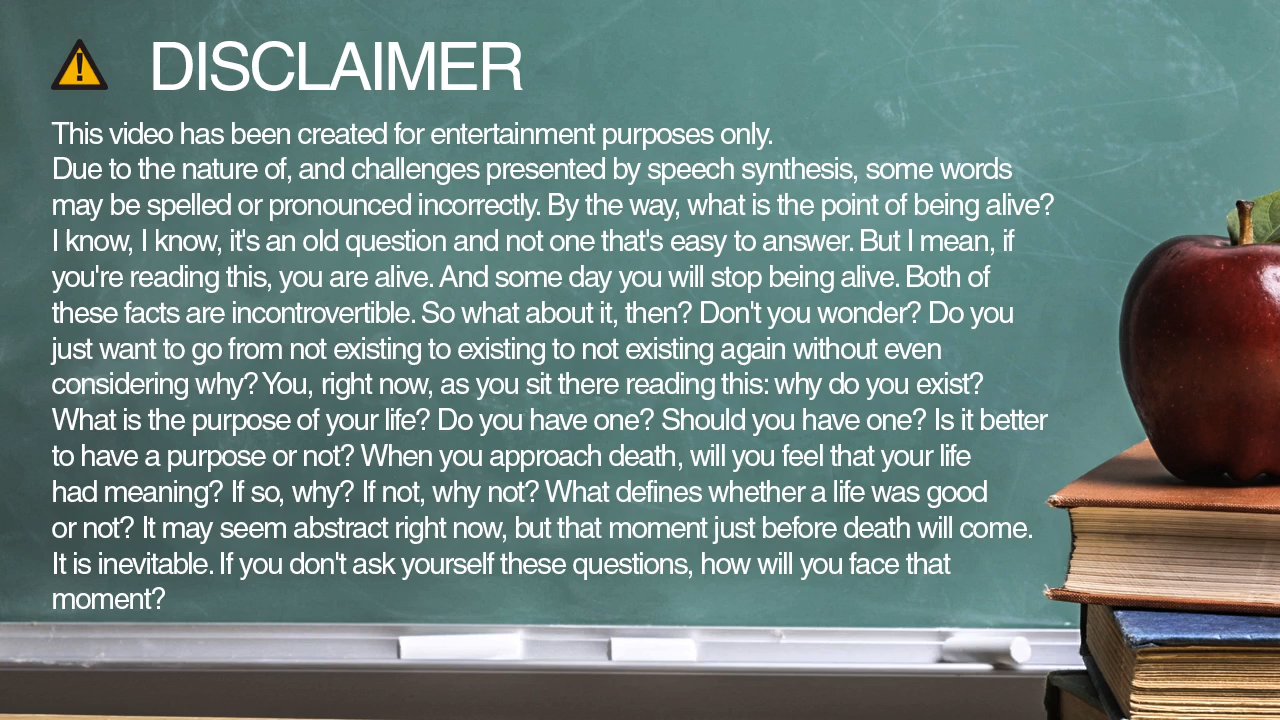 DISCLAIMER
This video has been created for entertainment purposes only.
Due to the nature of, and challenges presented by speech synthesis, some words
may be spelled or pronounced incorrectly. By the way, what is the point of being alive?
I know, I know, it's an old question and not one that's easy to answer. But I mean, if
you're reading this, you are alive. And some day you will stop being alive. Both of
these facts are incontrovertible. So what about it, then? Don't you wonder? Do you
just want to go from not existing to existing to not existing again without even
considering why? You, right now, as you sit there reading this: why do you exist?
What is the purpose of your life? Do you have one? Should you have one? Is it better
to have a purpose or not? When you approach death, will you feel that your life
had meaning? If so, why? If not, why not? What defines whether a life was good
or not? It may seem abstract right now, but that moment just before death will come.
It is inevitable. If you don't ask yourself these questions, how will you face that
moment?